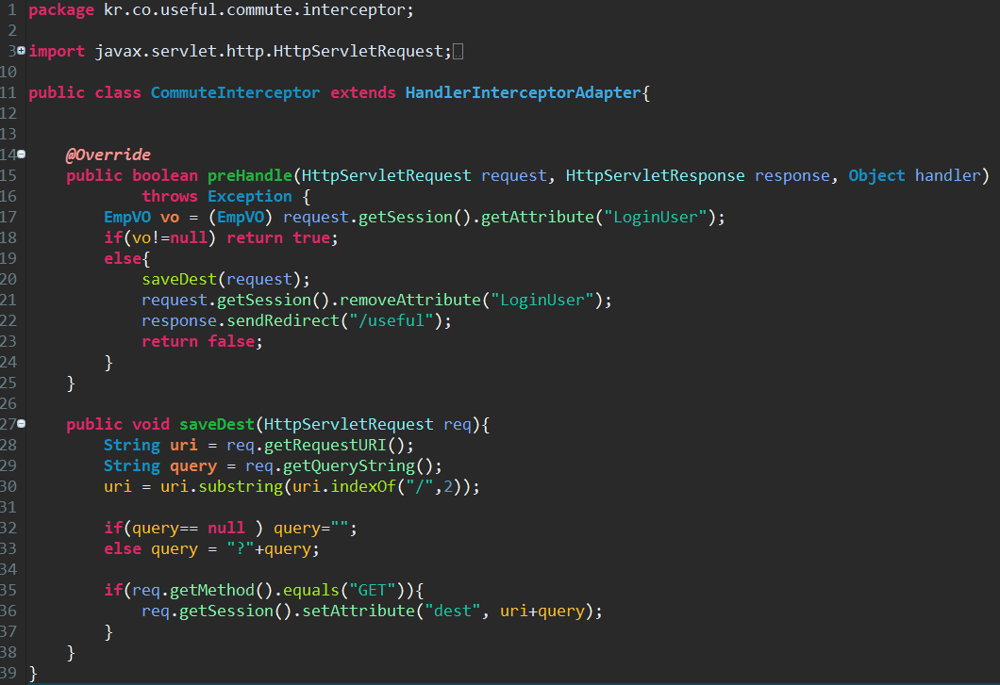 1 package kr.co.useful.commute.interceptor;
2
3 import javax.servlet.http.HttpServletRequest;
10
11 public class CommuteInterceptor extends HandlerInterceptorAdapter{
12
13
14 @Override
15 public boolean preHandle(HttpServletRequest request, HttpServletResponse response, Object handler)
16 throws Exception {
17 EmpVO vo = (EmpVO) request.getSession().getAttribute("LoginUser");
18 if(vo!=null) return true;
19 else{
20 saveDest(request);
21 request.getSession().removeAttribute("LoginUser");
22 response.sendRedirect("/useful");
23 return false;
24 }
25 }
26
27 public void saveDest(HttpServletRequest req){
28 String uri = req.getRequestURI();
29 String query = req.getQueryString();
30 uri = uri.substring(uri.indexOf("/",2));
31
32 if(query== null ) query="";
33 else query = "?"+query;
34
35 if(req.getMethod().equals("GET")){
36 req.getSession().setAttribute("dest", uri+query);
37 }
38 }
39 }